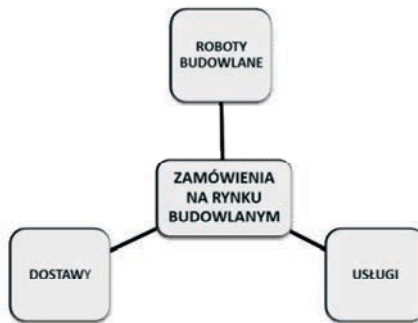 ROBOTY
BUDOWLANE
ZAMÓWIENIA
NA RYNKU
BUDOWLANYM
DOSTAWY
USŁUGI